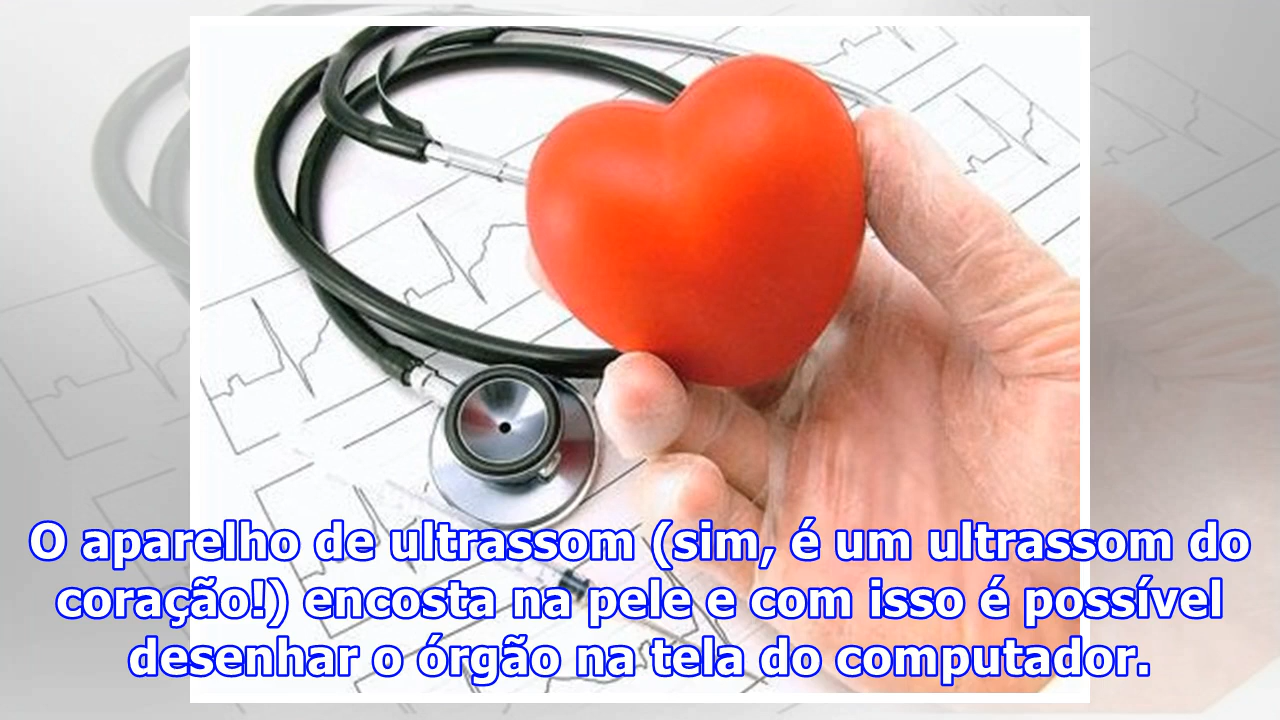 O aparelho de ultrassom (sim, é um ultrassom do
coração!) encosta na pele e com isso é possível
desenhar o órgão na tela do computador.